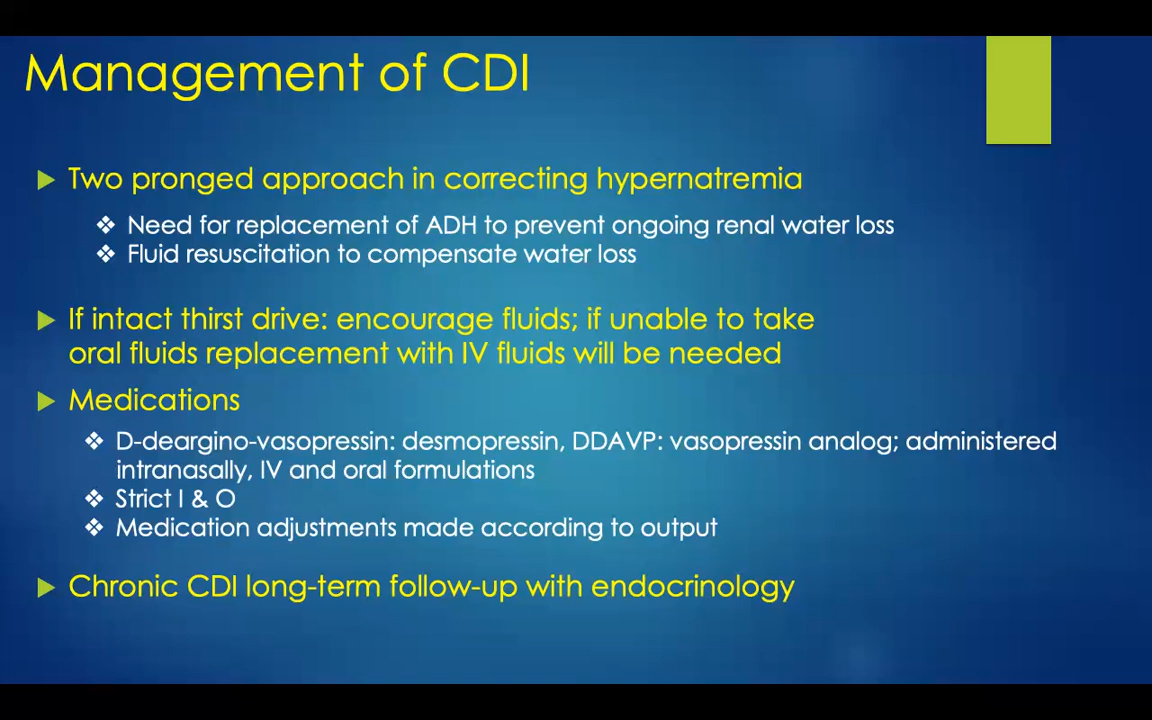 Management of CDI
Two pronged approach in correcting hypernatremia
Need for replacement of ADH to prevent ongoing renal water loss
Fluid resuscitation to compensate water loss
If intact thirst drive: encourage fluids; if unable to take
oral fluids replacement with IV fluids will be needed
Medications
D-deargino-vasopressin: desmopressin, DDAVP: vasopressin analog; administered
intranasally, IV and oral formulations
Strict I & O
Medication adjustments made according to output
Chronic CDI long-term follow-up with endocrinology